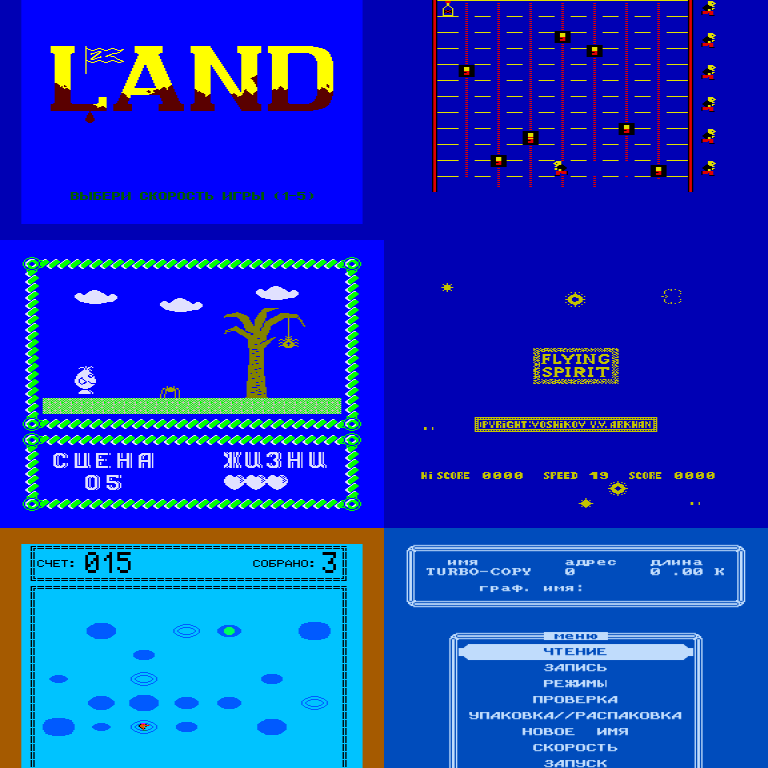 LAND
ВЫБЕРИ СКОРОСТЬ ИГРЫ (1-5)
СЦЕНА
05
ЖИЗНИ
FLYING
SPIRIT
YOSHIKOV V.V. ARKHAN
Hi SCORE 0000 SPEED 19 SCORE 0000
СЧЕТ: 015 СОБРАНО: 3
имя адрес длина
TURBO-COPY 0 0 .00 К
граф. имя:
меню
ЧТЕНИЕ
ЗАПИСЬ
РЕЖИМЫ
ПРОВЕРКА
УПАКОВКА//РАСПАКОВКА
НОВОЕ ИМЯ
СКОРОСТЬ
ЗАПУСК